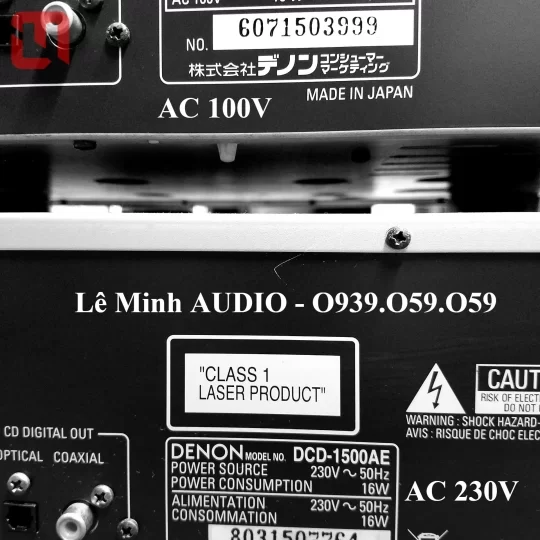 AC 100V
NO. 6071503999
株式会社デノン コンシューマー マーケティング
AC 100V
MADE IN JAPAN
Lê Minh AUDIO - O939.O59.O59
"CLASS 1
LASER PRODUCT"
CD DIGITAL OUT
OPTICAL COAXIAL
DENON MODEL NO. DCD-1500AE
POWER SOURCE 230V ~ 50Hz
POWER CONSUMPTION 16W
ALIMENTATION 230V ~ 50Hz
CONSOMMATION 16W
8031507764
AC 230V
CAUT
RISK OF ELECT
DO NOT
WARNING : SHOCK HAZARD-
AVIS : RISQUE DE CHOC ELEC